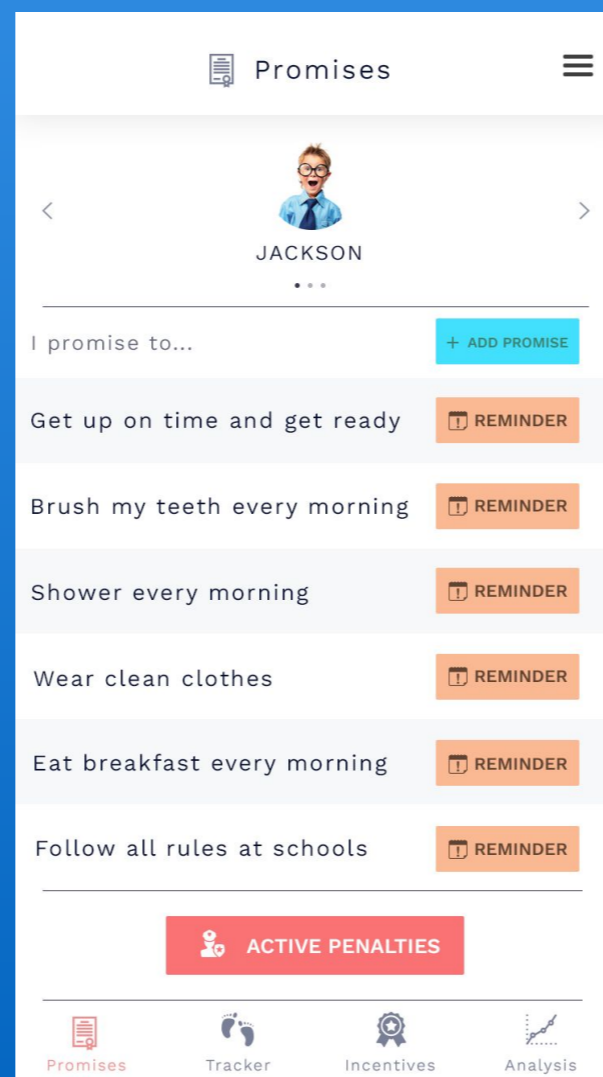 Promises
JACKSON
I promise to...
+ ADD PROMISE
Get up on time and get ready
REMINDER
Brush my teeth every morning
REMINDER
Shower every morning
REMINDER
Wear clean clothes
REMINDER
Eat breakfast every morning
REMINDER
Follow all rules at schools
REMINDER
ACTIVE PENALTIES
Promises
Tracker
Incentives
Analysis